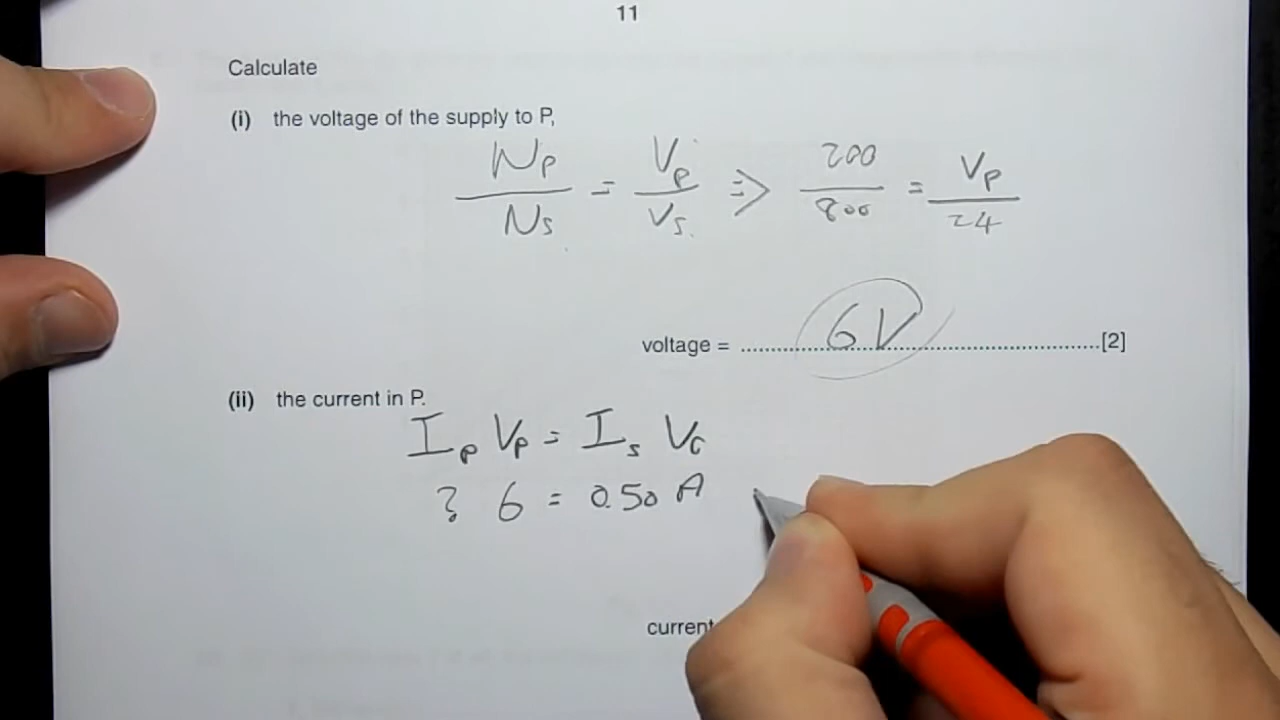 11
Calculate
(i) the voltage of the supply to P,
Np/Ns = Vp/Vs => 200/800 = Vp/24
voltage = 6V [2]
(ii) the current in P.
Ip Vp = Is Vs
? 6 = 0.50 A
current